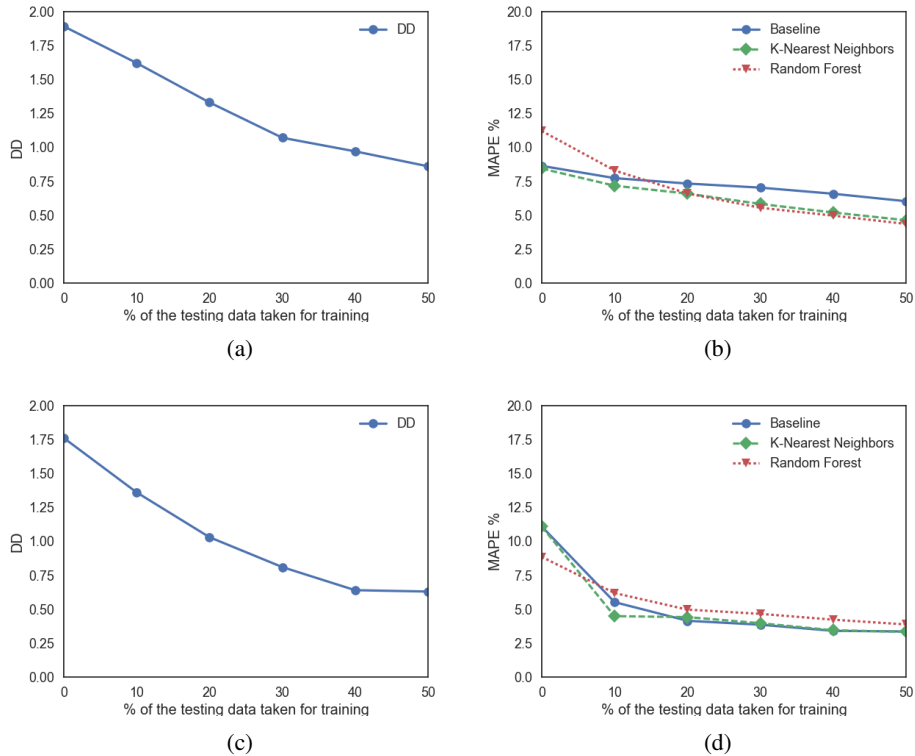 2.00
1.75
1.50
1.25
1.00
0.75
0.50
0.25
0.00
DD
DD
0 10 20 30 40 50
% of the testing data taken for training
(a)
20.0
17.5
15.0
12.5
10.0
7.5
5.0
2.5
0.0
MAPE %
Baseline
K-Nearest Neighbors
Random Forest
0 10 20 30 40 50
% of the testing data taken for training
(b)
2.00
1.75
1.50
1.25
1.00
0.75
0.50
0.25
0.00
DD
DD
0 10 20 30 40 50
% of the testing data taken for training
(c)
20.0
17.5
15.0
12.5
10.0
7.5
5.0
2.5
0.0
MAPE %
Baseline
K-Nearest Neighbors
Random Forest
0 10 20 30 40 50
% of the testing data taken for training
(d)